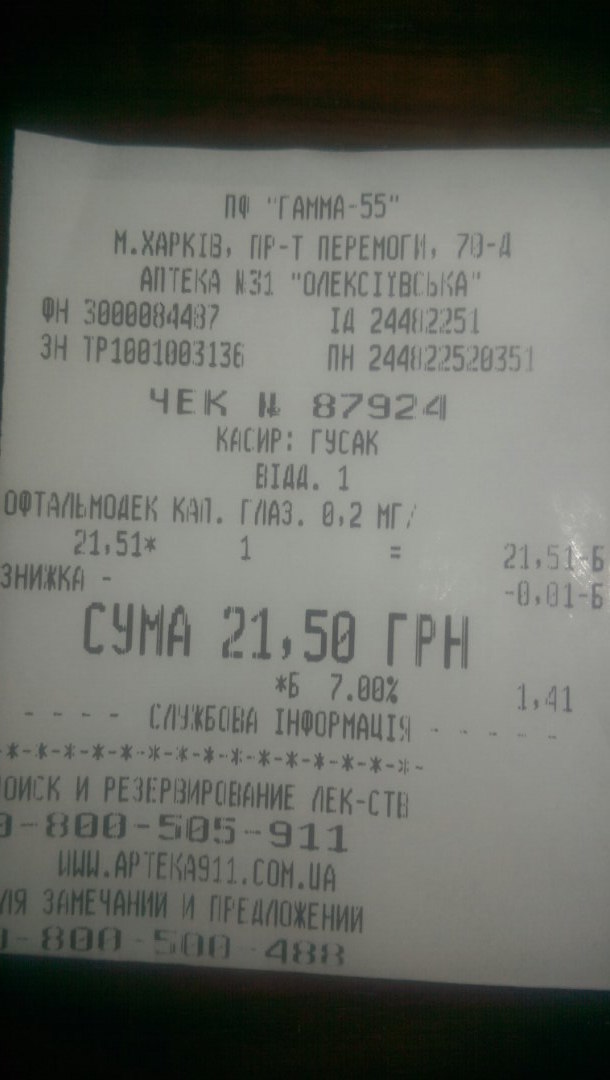 ПФ "ГАММА-55"
М.ХАРКІВ, ПР-Т ПЕРЕМОГИ, 70-Д
АПТЕКА №31 "ОЛЕКСІЇВСЬКА"
ФН 3000084487 ІД 24482251
ЗН ТР1001003136 ПН 244822520351
ЧЕК № 87924
КАСИР: ГУСАК
ВІДД. 1
ОФТАЛЬМОДЕК КАП. ГЛАЗ. 0,2 МГ/
21,51* 1 = 21,51-Б
ЗНИЖКА - -0,01-Б
СУМА 21,50 ГРН
*Б 7.00% 1,41
- - - - СЛУЖБОВА ІНФОРМАЦІЯ - - - - -
-*-*-*-*-*-*-*-*-*-*-*-*-*-*-*-
ОИСК И РЕЗЕРВИРОВАНИЕ ЛЕК-СТВ
0-800-505-911
WWW.APTEKA911.COM.UA
ЛЯ ЗАМЕЧАНИЙ И ПРЕДЛОЖЕНИЙ
0-800-500-488